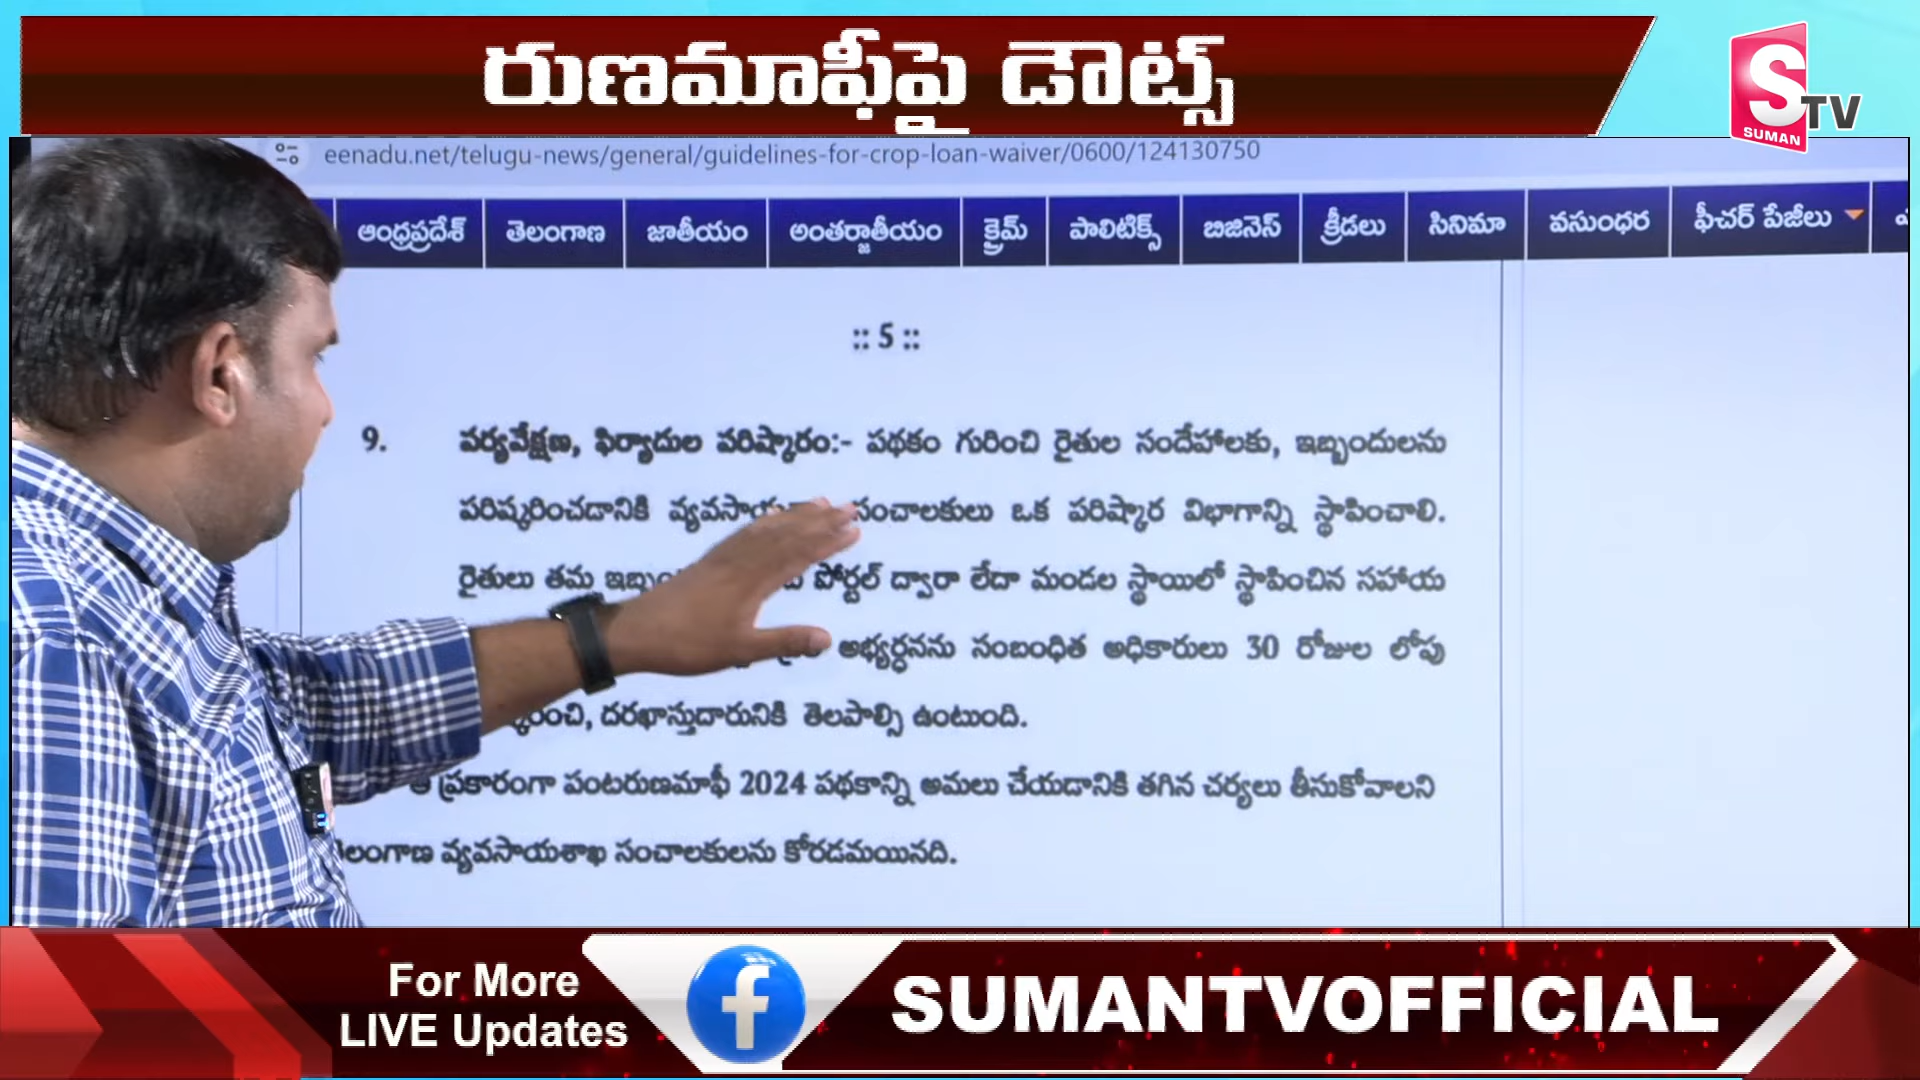 రుణమాఫీపై డౌట్స్
S TV
SUMAN
eenadu.net/telugu-news/general/guidelines-for-crop-loan-waiver/0600/124130750
ఆంధ్రప్రదేశ్ తెలంగాణ జాతీయం అంతర్జాతీయం క్రైమ్ పాలిటిక్స్ బిజినెస్ క్రీడలు సినిమా వసుంధర ఫీచర్ పేజీలు
:: 5 ::
9. పర్యవేక్షణ, ఫిర్యాదుల పరిష్కారం:- పథకం గురించి రైతుల సందేహాలకు, ఇబ్బందులను
పరిష్కరించడానికి సంచాలకులు ఒక పరిష్కార విభాగాన్ని స్థాపించాలి.
రైతులు తమ పోర్టల్ ద్వారా లేదా మండల స్థాయిలో స్థాపించిన సహాయ
అభ్యర్ధనను సంబంధిత అధికారులు 30 రోజుల లోపు
దరఖాస్తుదారునికి తెలపాల్సి ఉంటుంది.
ప్రకారంగా పంటరుణమాఫీ 2024 పథకాన్ని అమలు చేయడానికి తగిన చర్యలు తీసుకోవాలని
వ్యవసాయశాఖ సంచాలకులను కోరడమయినది.
For More
LIVE Updates
f SUMANTVOFFICIAL